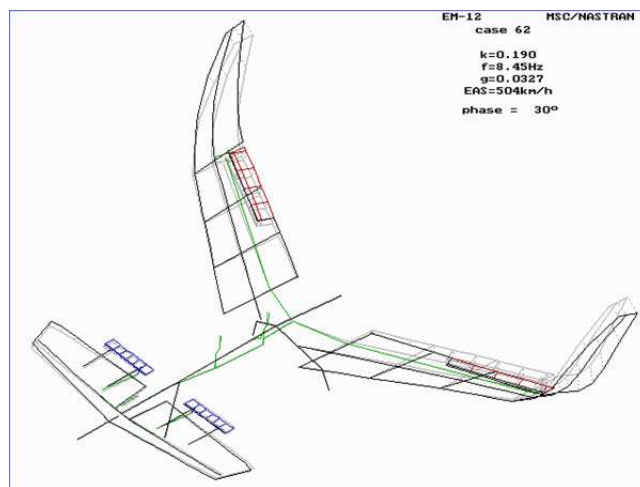 EM-12 MSC/NASTRAN
case 62
k=0.190
f=8.45Hz
g=0.0327
EAS=504km/h
phase = 30º